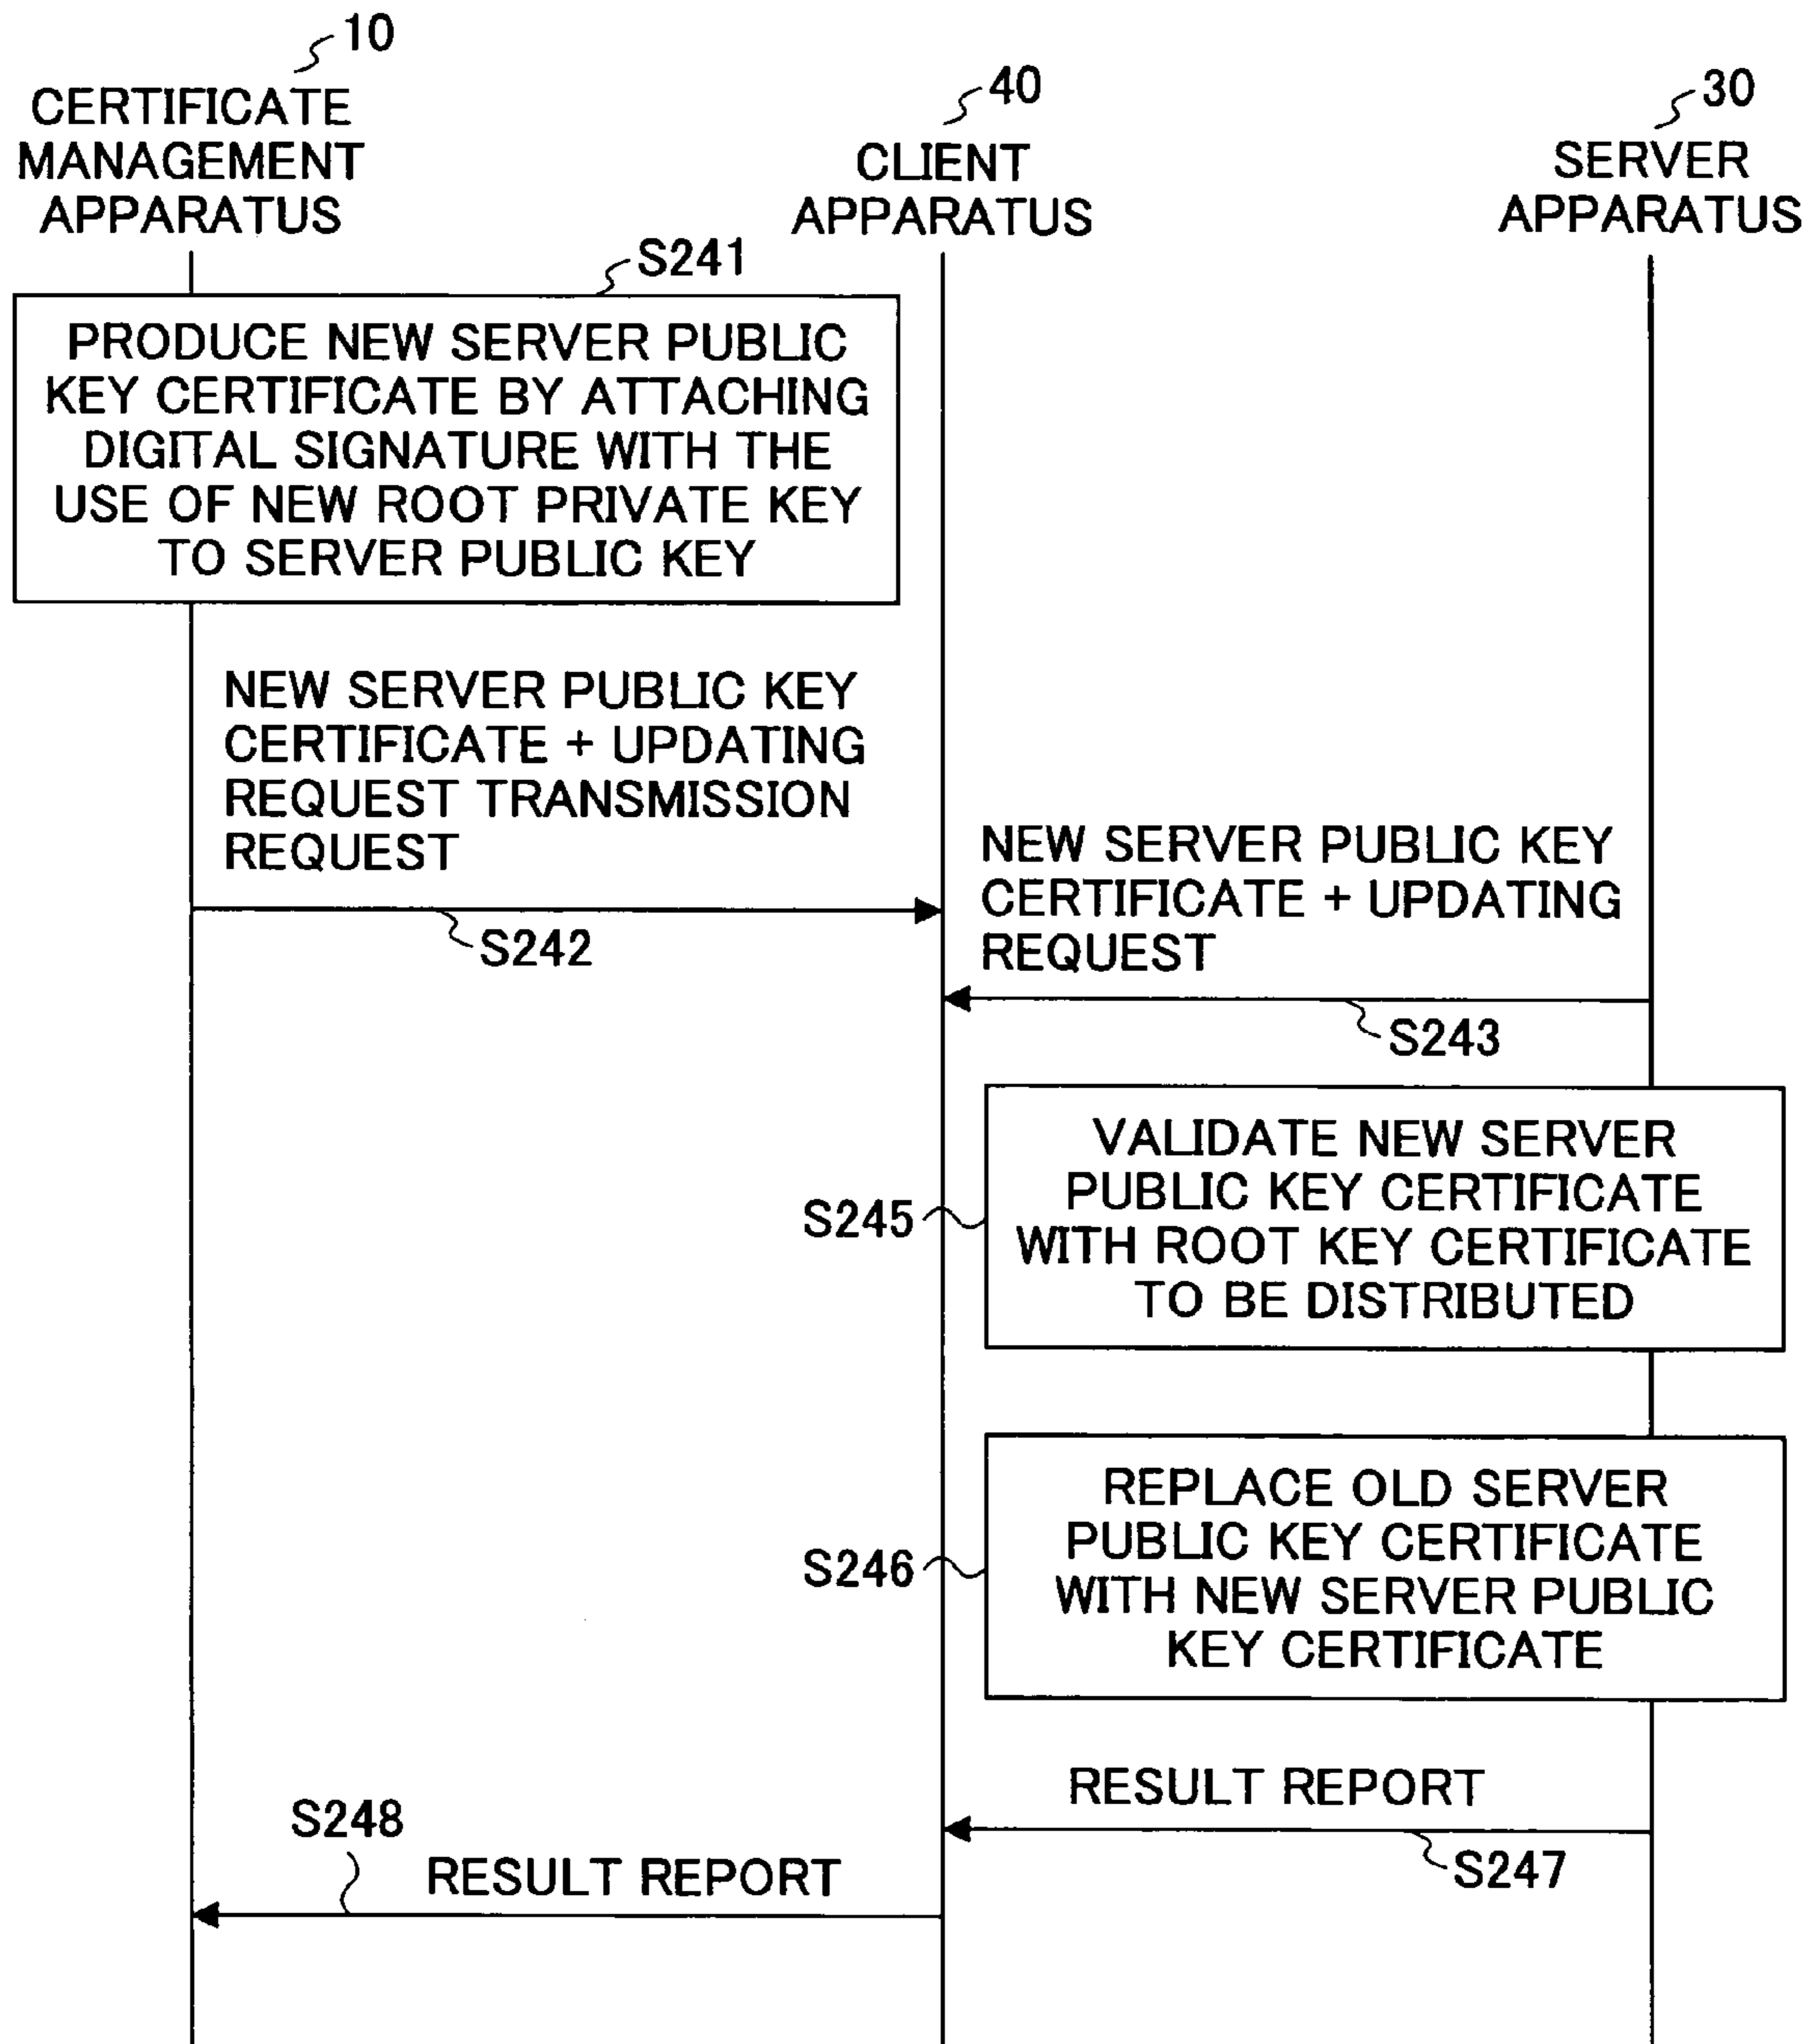 10
CERTIFICATE
MANAGEMENT
APPARATUS
40
CLIENT
APPARATUS
30
SERVER
APPARATUS
S241
PRODUCE NEW SERVER PUBLIC
KEY CERTIFICATE BY ATTACHING
DIGITAL SIGNATURE WITH THE
USE OF NEW ROOT PRIVATE KEY
TO SERVER PUBLIC KEY
NEW SERVER PUBLIC KEY
CERTIFICATE + UPDATING
REQUEST TRANSMISSION
REQUEST
S242
NEW SERVER PUBLIC KEY
CERTIFICATE + UPDATING
REQUEST
S243
S245
VALIDATE NEW SERVER
PUBLIC KEY CERTIFICATE
WITH ROOT KEY CERTIFICATE
TO BE DISTRIBUTED
S246
REPLACE OLD SERVER
PUBLIC KEY CERTIFICATE
WITH NEW SERVER PUBLIC
KEY CERTIFICATE
RESULT REPORT
S247
S248
RESULT REPORT